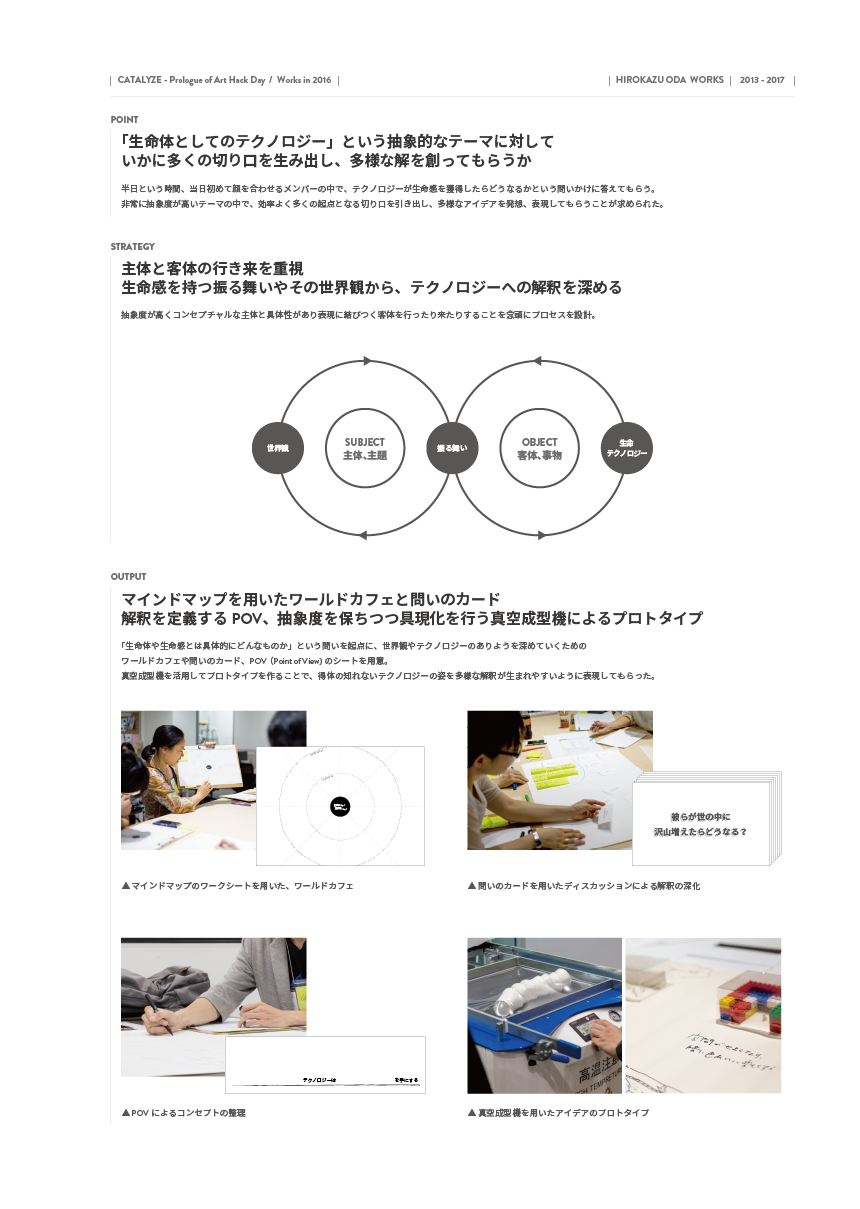 CATALYZE - Prologue of Art Hack Day / Works in 2016
HIROKAZU ODA WORKS | 2013 - 2017
POINT
「生命体としてのテクノロジー」という抽象的なテーマに対して
いかに多くの切り口を生み出し、多様な解を創ってもらうか
半日という時間、当日初めて顔を合わせるメンバーの中で、テクノロジーが生命感を獲得したらどうなるかという問いかけに答えてもらう。
非常に抽象度が高いテーマの中で、効率よく多くの起点となる切り口を引き出し、多様なアイデアを発想、表現してもらうことが求められた。
STRATEGY
主体と客体の行き来を重視
生命感を持つ振る舞いやその世界観から、テクノロジーへの解釈を深める
抽象度が高くコンセプチャルな主体と具体性があり表現に結びつく客体を行ったり来たりすることを念頭にプロセスを設計。
世界観
SUBJECT
主体、主題
振る舞い
OBJECT
客体、事物
生命
テクノロジー
OUTPUT
マインドマップを用いたワールドカフェと問いのカード
解釈を定義する POV、抽象度を保ちつつ具現化を行う真空成型機によるプロトタイプ
「生命体や生命感とは具体的にどんなものか」という問いを起点に、世界観やテクノロジーのありようを深めていくための
ワールドカフェや問いのカード、POV (Point of View) のシートを用意。
真空成型機を活用してプロトタイプを作ることで、得体の知れないテクノロジーの姿を多様な解釈が生まれやすいように表現してもらった。
彼らが世の中に
沢山増えたらどうなる？
▲マインドマップのワークシートを用いた、ワールドカフェ
▲問いのカードを用いたディスカッションによる解釈の深化
テクノロジーは
を手にする
高温注意
▲POV によるコンセプトの整理
▲真空成型機を用いたアイデアのプロトタイプ